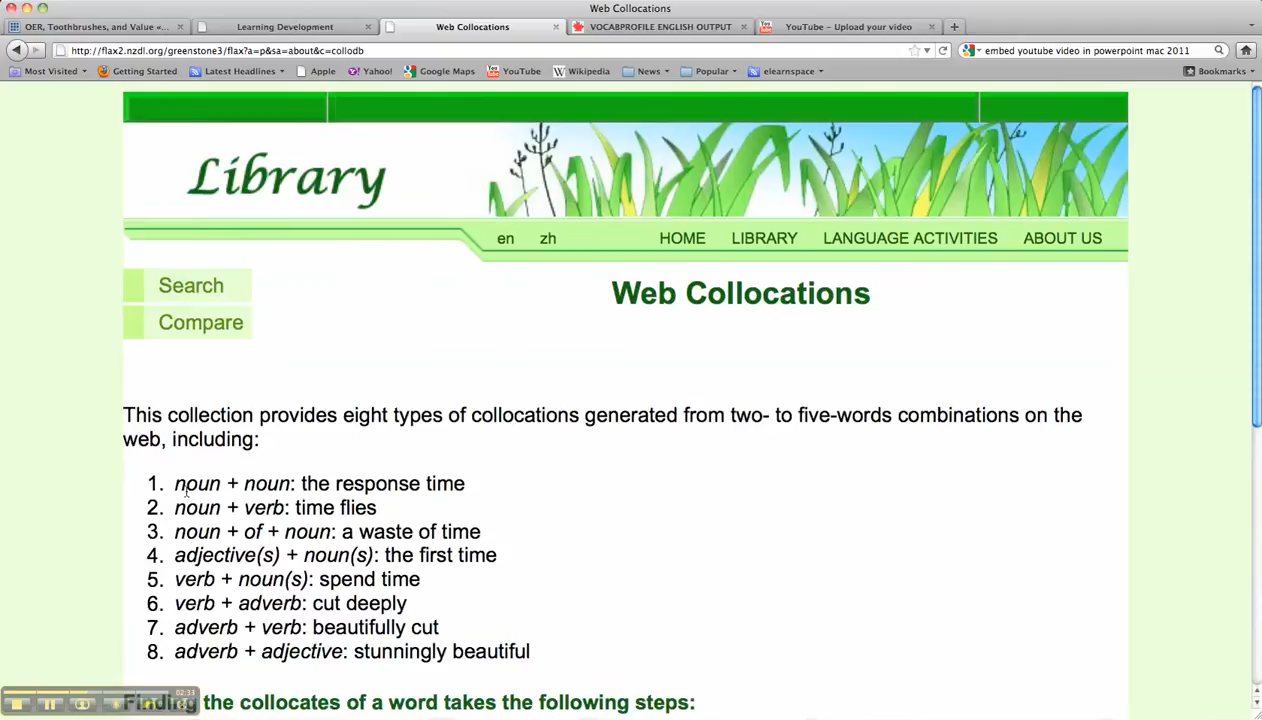 Web Collocations
OER, Toothbrushes, and Value «...
Learning Development
Web Collocations
VOCABPROFILE ENGLISH OUTPUT
YouTube – Upload your video
http://flax2.nzdl.org/greenstone3/flax?a=p&sa=about&c=collodb
embed youtube video in powerpoint mac 2011
Most Visited
Getting Started
Latest Headlines
Apple
Yahoo!
Google Maps
YouTube
Wikipedia
News
Popular
elearnspace
Bookmarks
Library
en zh HOME LIBRARY LANGUAGE ACTIVITIES ABOUT US
Search
Web Collocations
Compare
This collection provides eight types of collocations generated from two- to five-words combinations on the
web, including:
1. noun + noun: the response time
2. noun + verb: time flies
3. noun + of + noun: a waste of time
4. adjective(s) + noun(s): the first time
5. verb + noun(s): spend time
6. verb + adverb: cut deeply
7. adverb + verb: beautifully cut
8. adverb + adjective: stunningly beautiful
02:33
Finding the collocates of a word takes the following steps: